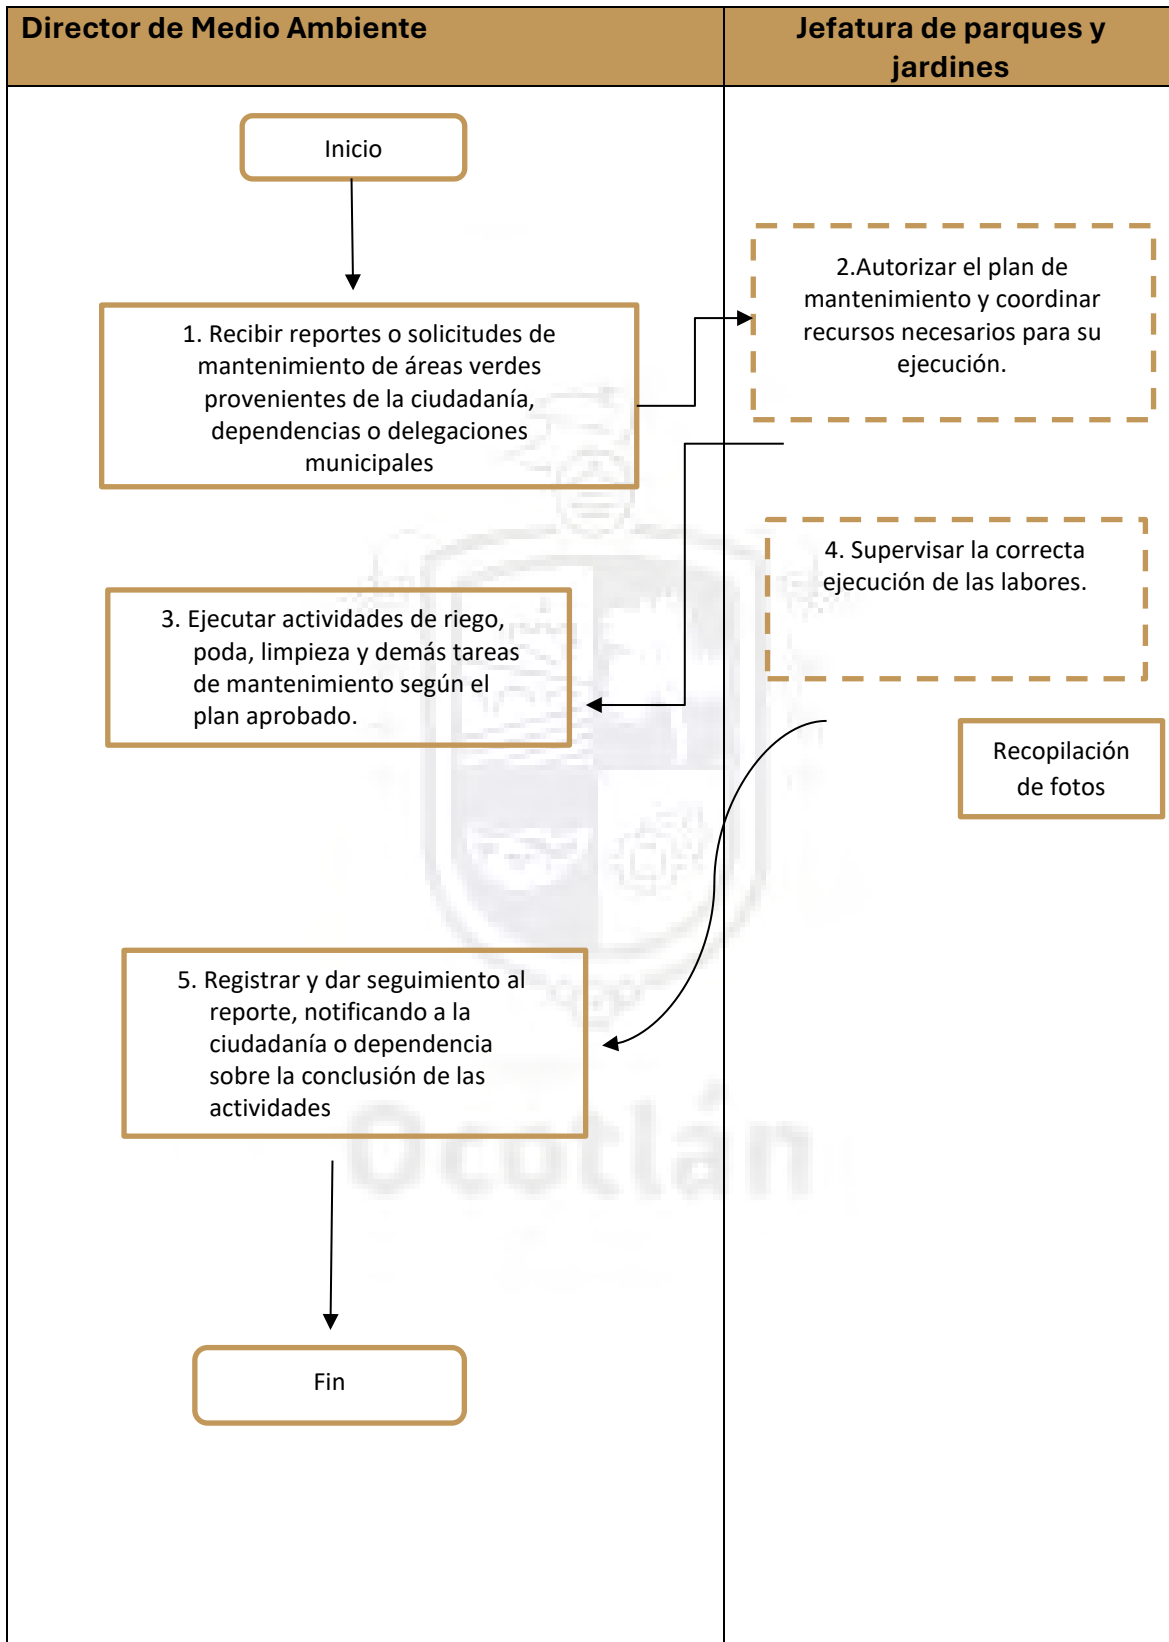 Director de Medio Ambiente
Jefatura de parques y
jardines
Inicio
2.Autorizar el plan de
mantenimiento y coordinar
recursos necesarios para su
ejecución.
1. Recibir reportes o solicitudes de
mantenimiento de áreas verdes
provenientes de la ciudadanía,
dependencias o delegaciones
municipales
4. Supervisar la correcta
ejecución de las labores.
3. Ejecutar actividades de riego,
poda, limpieza y demás tareas
de mantenimiento según el
plan aprobado.
Recopilación
de fotos
5. Registrar y dar seguimiento al
reporte, notificando a la
ciudadanía o dependencia
sobre la conclusión de las
actividades
Ocotlán
Fin